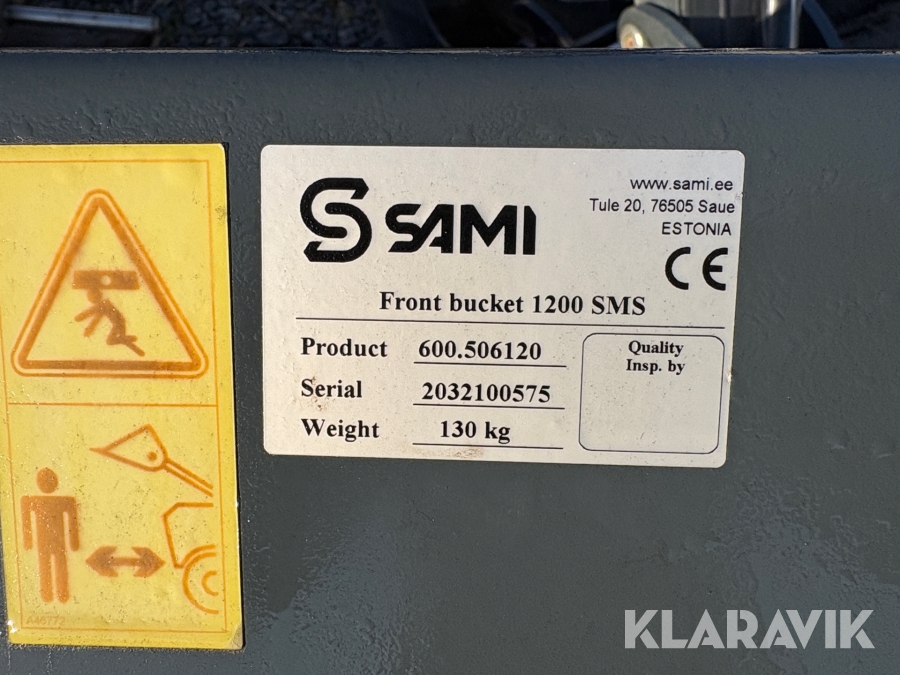 SAMI
www.sami.ee
Tule 20, 76505 Saue
ESTONIA
CE
Front bucket 1200 SMS
Product 600.506120
Serial 2032100575
Weight 130 kg
Quality
Insp. by
KLARAVIK